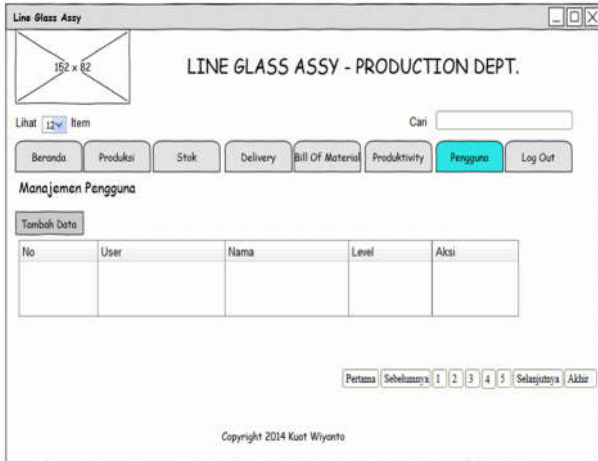 Line Glass Assy
152 x 82
LINE GLASS ASSY - PRODUCTION DEPT.
Lihat 12 Item Cari
Beranda Produksi Stok Delivery Bill Of Material Produktivity Pengguna Log Out
Manajemen Pengguna
Tambah Data
No User Nama Level Aksi
Pertama Sebelumnya 1 2 3 4 5 Selanjutnya Akhir
Copyright 2014 Kuat Wiyanto